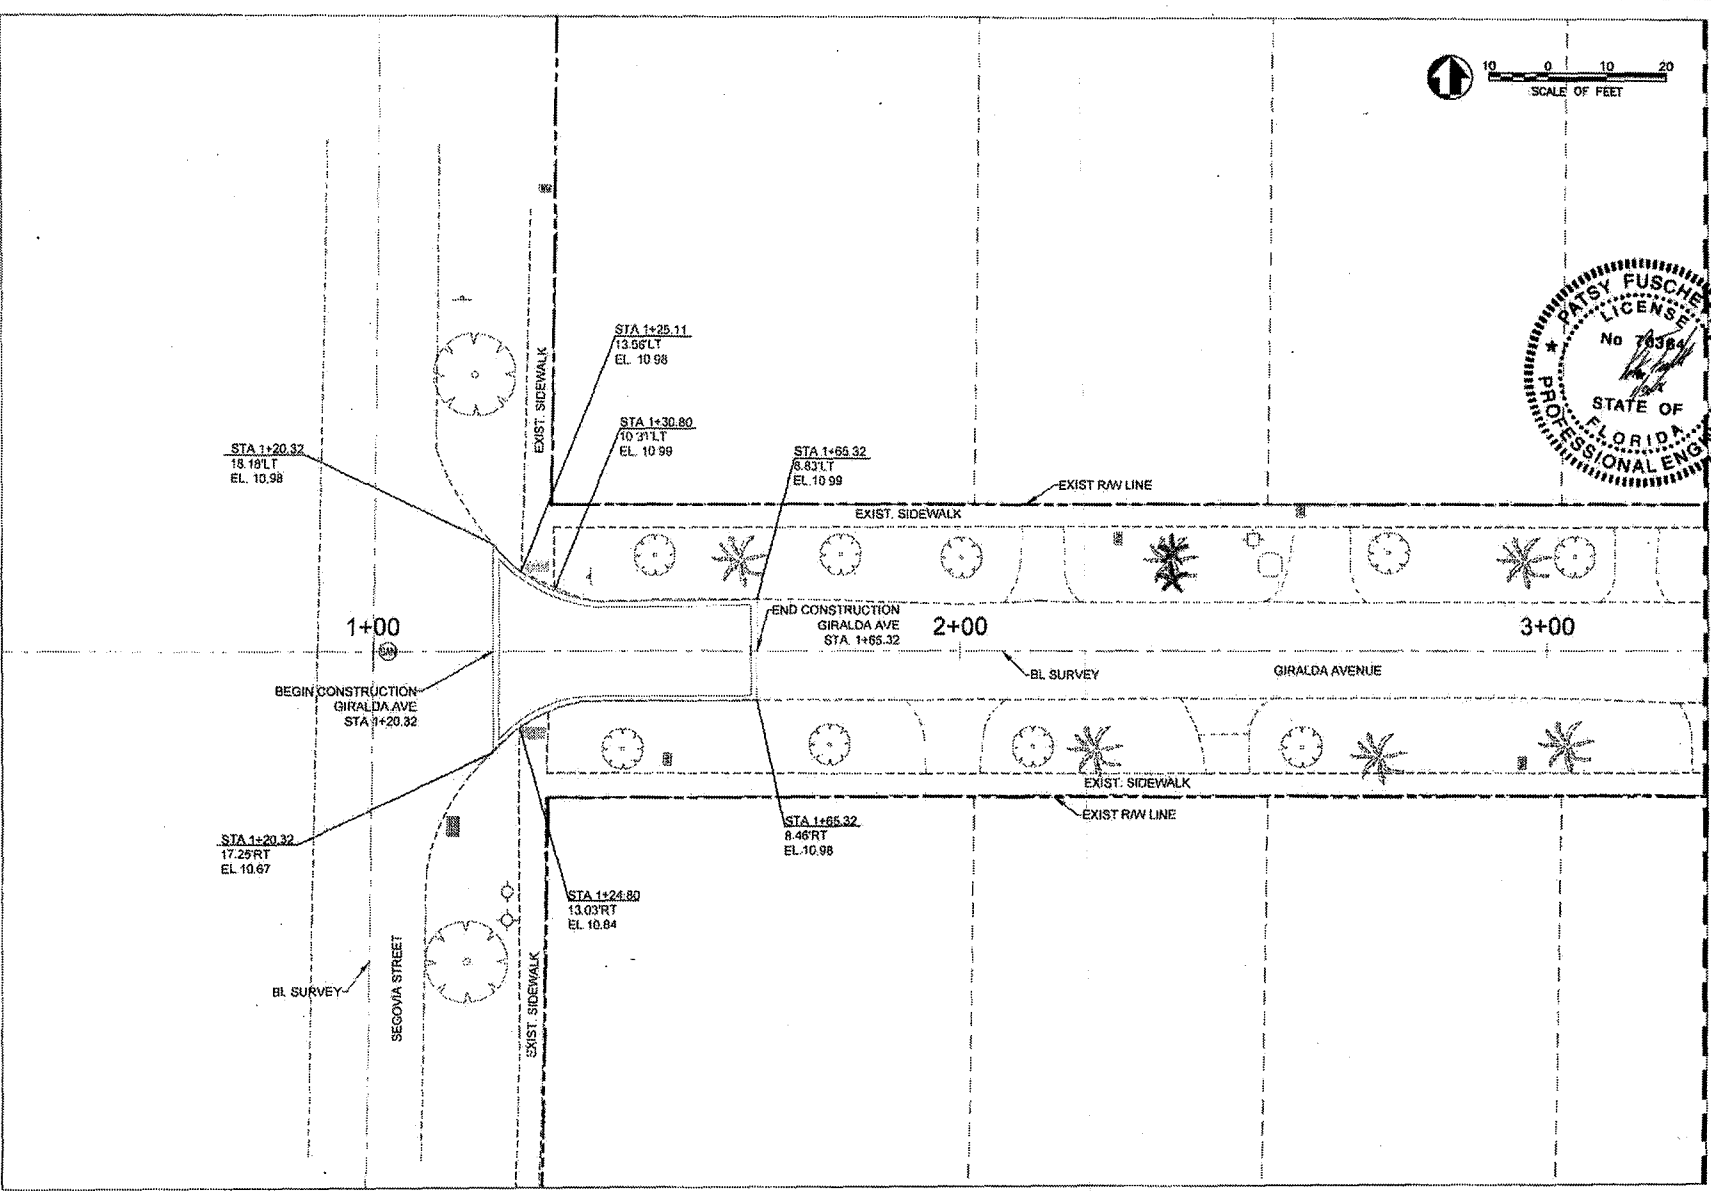 10 0 10 20
SCALE OF FEET
PATSY FUSCHE
LICENSE
No 76364
STATE OF
FLORIDA
PROFESSIONAL ENG
STA 1+25.11
13.56'LT
EL. 10.98
EXIST. SIDEWALK
STA 1+30.80
10.31'LT
EL. 10.99
STA 1+20.32
18.18'LT
EL. 10.98
STA 1+65.32
8.83'LT
EL. 10.99
EXIST R/W LINE
EXIST. SIDEWALK
1+00
SAN
END CONSTRUCTION
GIRALDA AVE
STA. 1+65.32
2+00
3+00
BL SURVEY
GIRALDA AVENUE
BEGIN CONSTRUCTION
GIRALDA AVE
STA 1+20.32
EXIST. SIDEWALK
EXIST R/W LINE
STA 1+65.32
8.46'RT
EL. 10.98
STA 1+20.32
17.25'RT
EL. 10.67
STA 1+24.80
13.03'RT
EL. 10.84
BL SURVEY
SEGOVIA STREET
EXIST. SIDEWALK